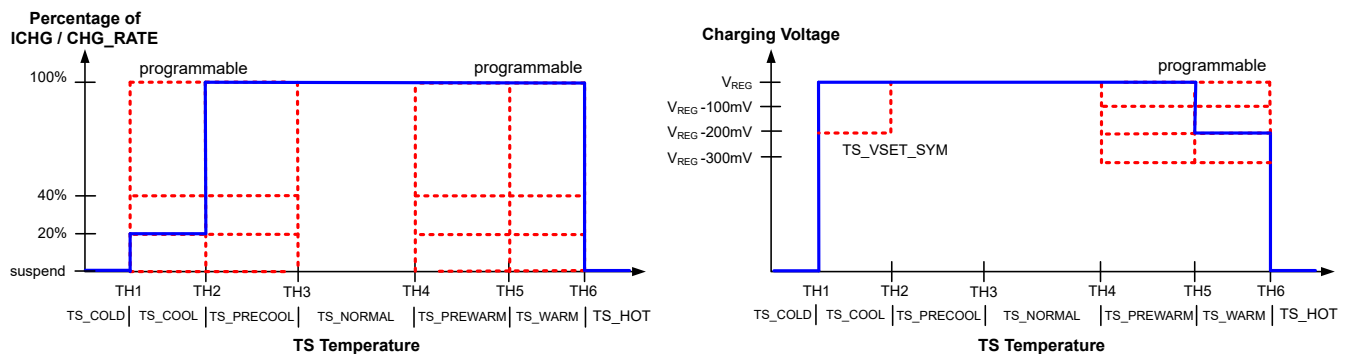 Percentage of
ICHG / CHG_RATE
100%
programmable
programmable
40%
20%
suspend
TH1 TH2 TH3 TH4 TH5 TH6
TS_COLD TS_COOL TS_PRECOOL TS_NORMAL TS_PREWARM TS_WARM TS_HOT
TS Temperature
Charging Voltage
programmable
VREG
VREG -100mV
VREG -200mV
TS_VSET_SYM
VREG -300mV
TH1 TH2 TH3 TH4 TH5 TH6
TS_COLD TS_COOL TS_PRECOOL TS_NORMAL TS_PREWARM TS_WARM TS_HOT
TS Temperature